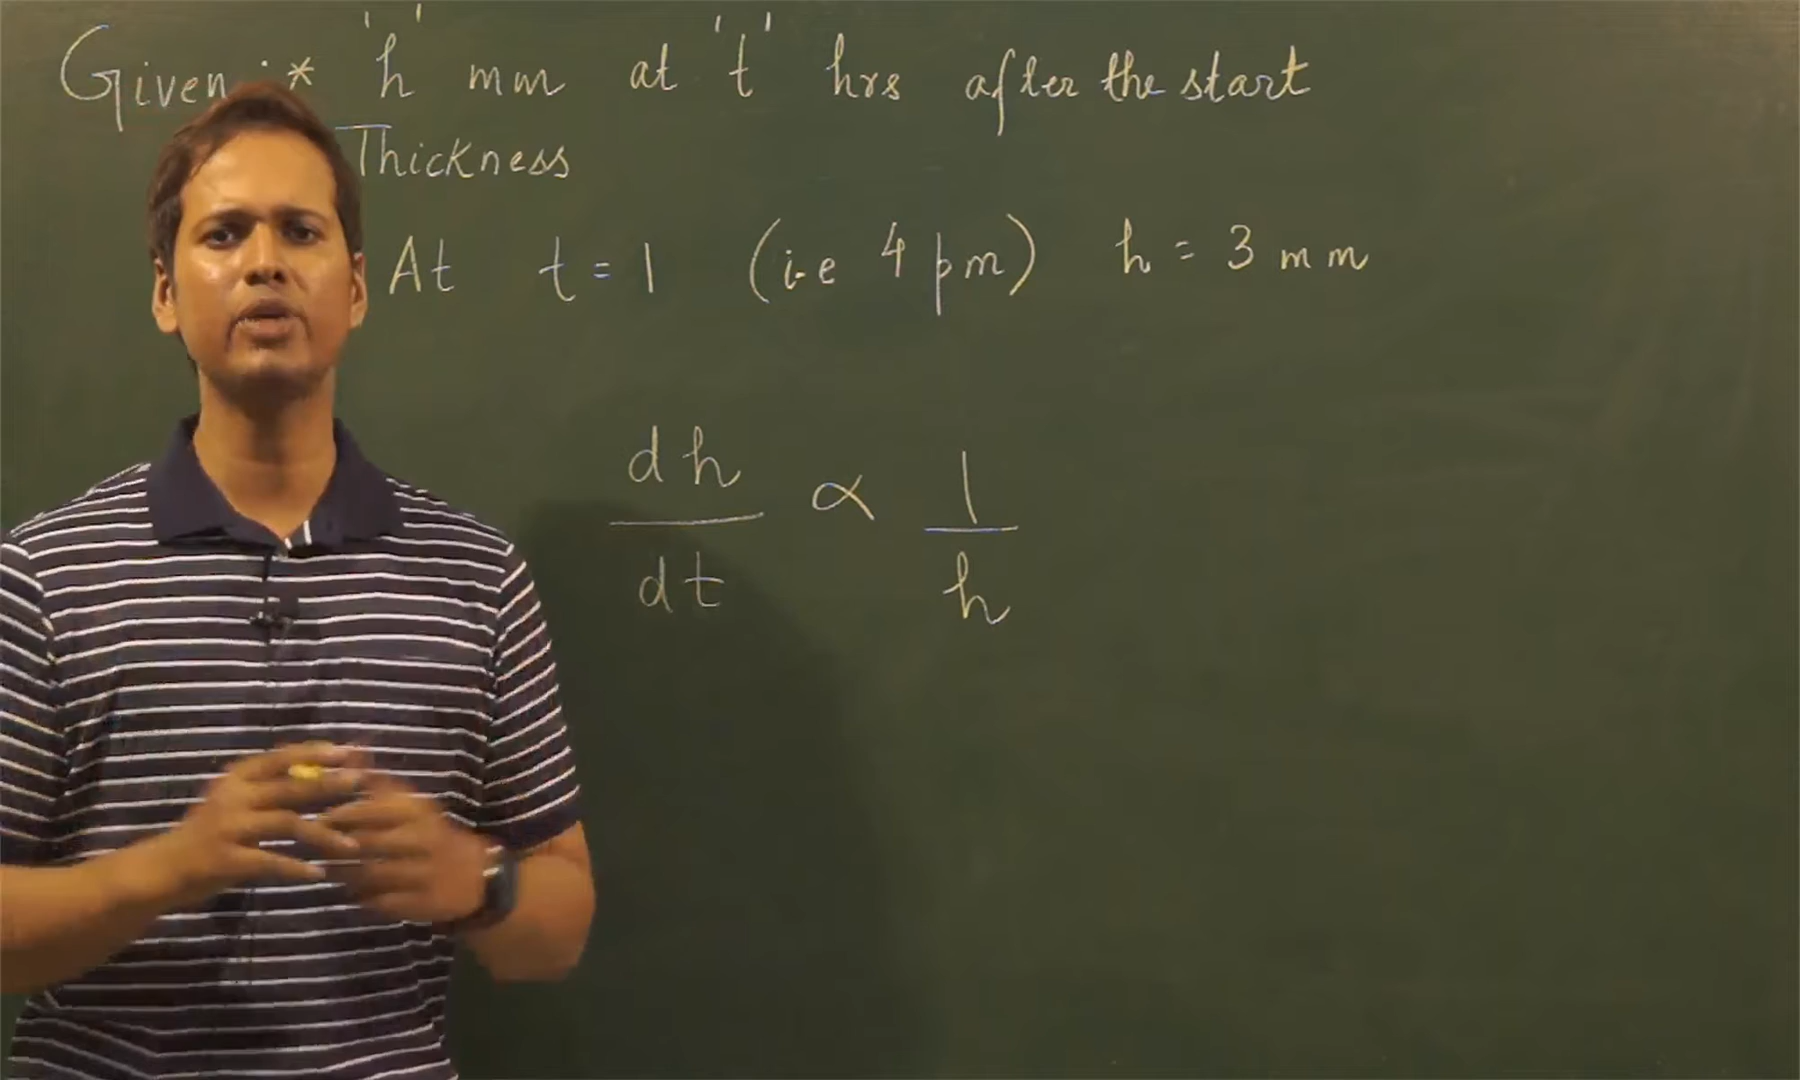 Given : * 'h' mm at 't' hrs after the start
Thickness
At t = 1 (i.e 4 pm) h = 3 mm
dh/dt ∝ 1/h